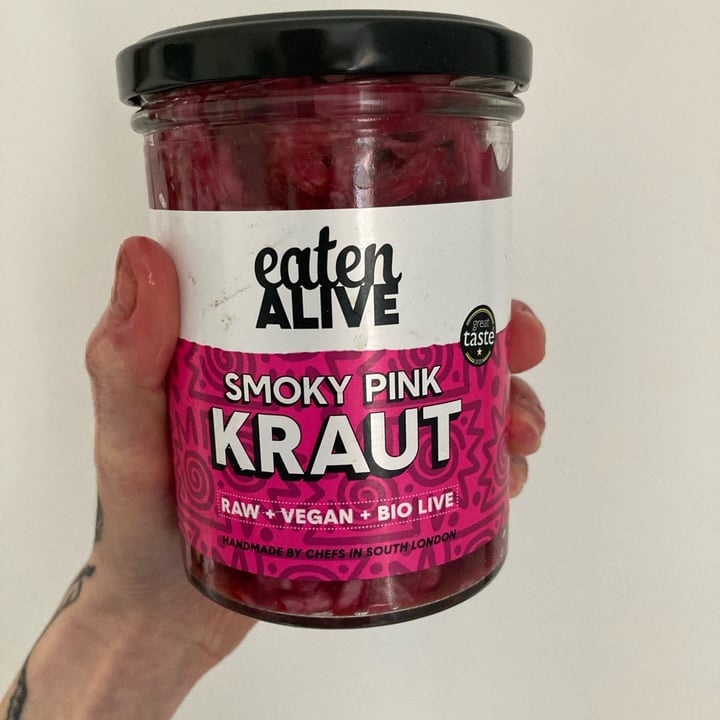 eaten
ALIVE
great
taste
SMOKY PINK
KRAUT
RAW + VEGAN + BIO LIVE
HANDMADE BY CHEFS IN SOUTH LONDON